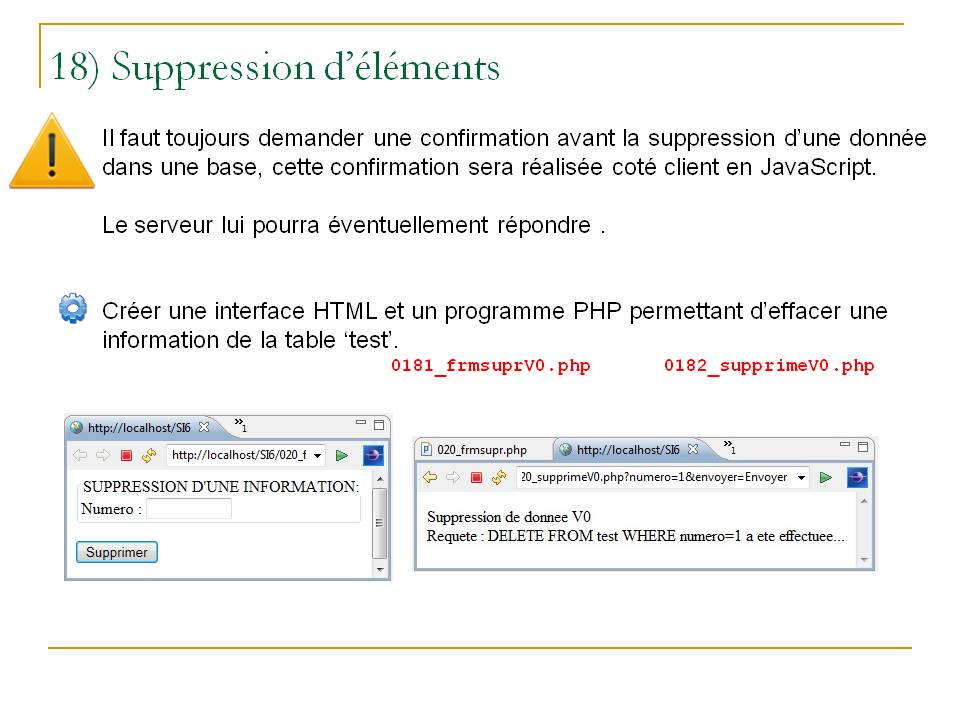 18) Suppression d’éléments
Il faut toujours demander une confirmation avant la suppression d’une donnée
dans une base, cette confirmation sera réalisée coté client en JavaScript.
Le serveur lui pourra éventuellement répondre .
Créer une interface HTML et un programme PHP permettant d’effacer une
information de la table ‘test’.
0181_frmsuprV0.php 0182_supprimeV0.php
http://localhost/SI6 »1
http://localhost/SI6/020_f
SUPPRESSION D'UNE INFORMATION:
Numero :
Supprimer
020_frmsupr.php http://localhost/SI6 »1
20_supprimeV0.php?numero=1&envoyer=Envoyer
Suppression de donnee V0
Requete : DELETE FROM test WHERE numero=1 a ete effectuee...